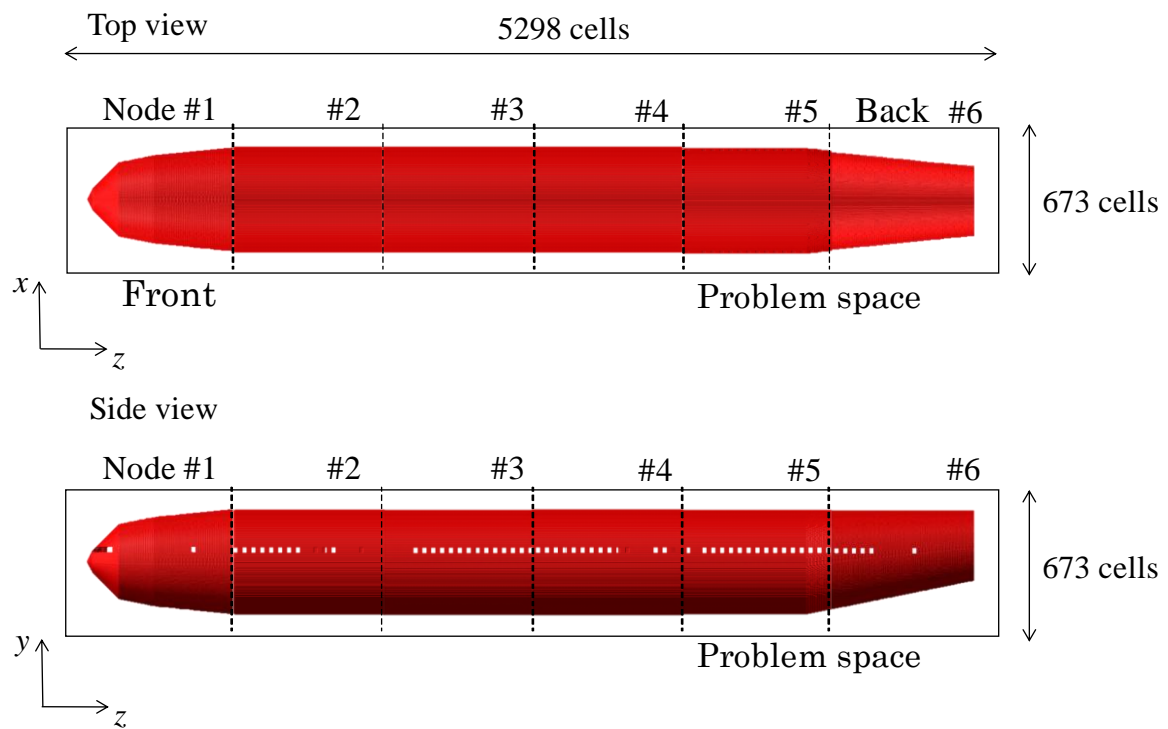 Top view
5298 cells
Node #1
#2
#3
#4
#5
Back
#6
673 cells
x
Front
Problem space
z
Side view
Node #1
#2
#3
#4
#5
#6
673 cells
y
Problem space
z